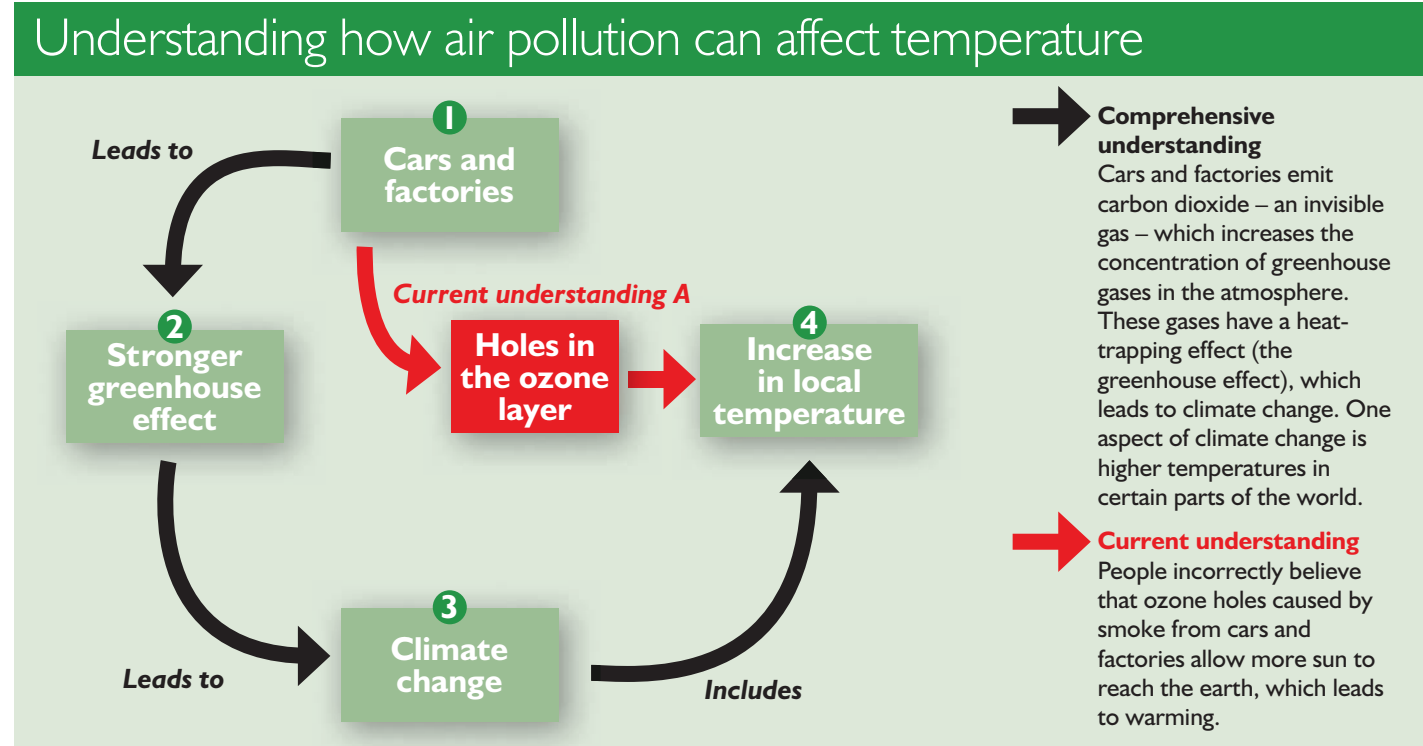 Understanding how air pollution can affect temperature
1
Cars and
factories
Leads to
Current understanding A
2
Stronger
greenhouse
effect
Holes in
the ozone
layer
4
Increase
in local
temperature
3
Climate
change
Leads to
Includes
Comprehensive
understanding
Cars and factories emit
carbon dioxide – an invisible
gas – which increases the
concentration of greenhouse
gases in the atmosphere.
These gases have a heat-
trapping effect (the
greenhouse effect), which
leads to climate change. One
aspect of climate change is
higher temperatures in
certain parts of the world.
Current understanding
People incorrectly believe
that ozone holes caused by
smoke from cars and
factories allow more sun to
reach the earth, which leads
to warming.